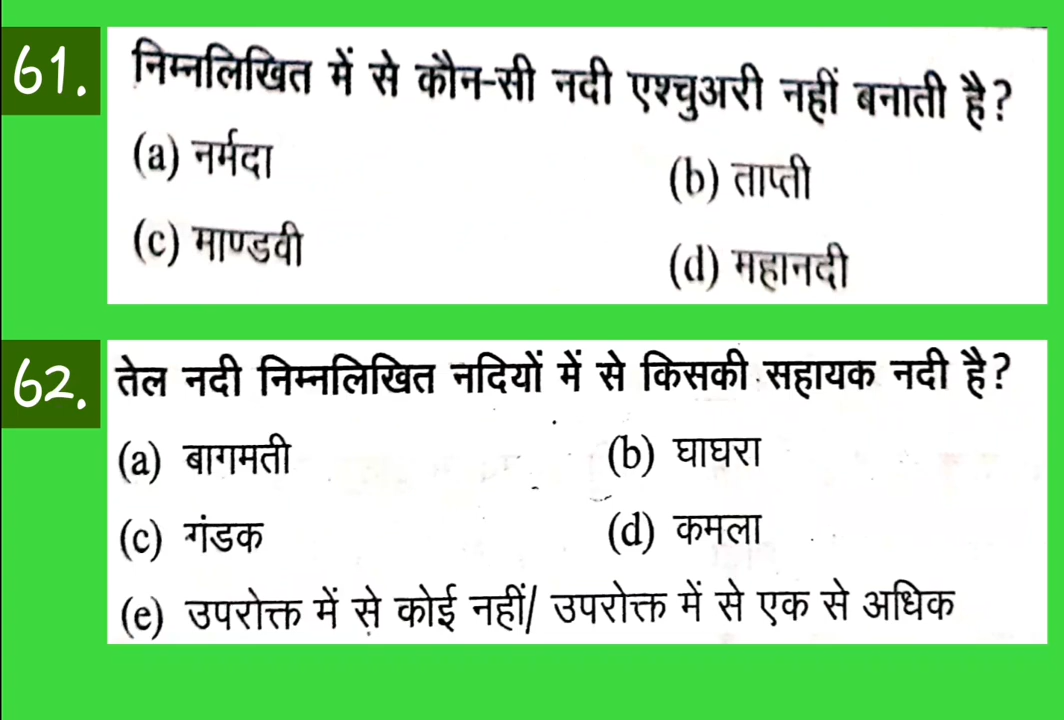 61. निम्नलिखित में से कौन-सी नदी एश्चुअरी नहीं बनाती है?
(a) नर्मदा (b) ताप्ती
(c) माण्डवी (d) महानदी
62. तेल नदी निम्नलिखित नदियों में से किसकी सहायक नदी है?
(a) बागमती (b) घाघरा
(c) गंडक (d) कमला
(e) उपरोक्त में से कोई नहीं/ उपरोक्त में से एक से अधिक